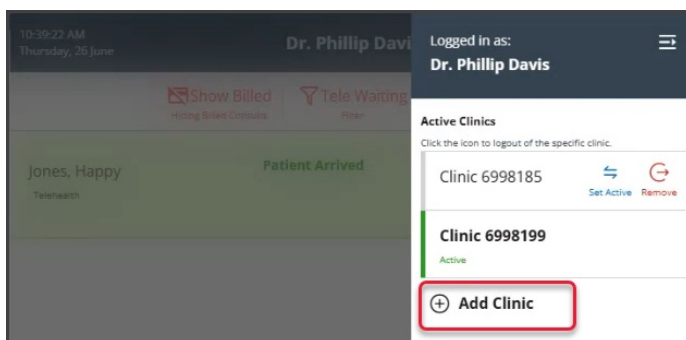 10:39:22 AM
Thursday, 26 June
Dr. Phillip Davi
Show Billed
Hiding Billed Consults
Tele Waiting
Filter
Jones, Happy
Telehealth
Patient Arrived
Logged in as:
Dr. Phillip Davis
Active Clinics
Click the icon to logout of the specific clinic.
Clinic 6998185
Set Active
Remove
Clinic 6998199
Active
Add Clinic